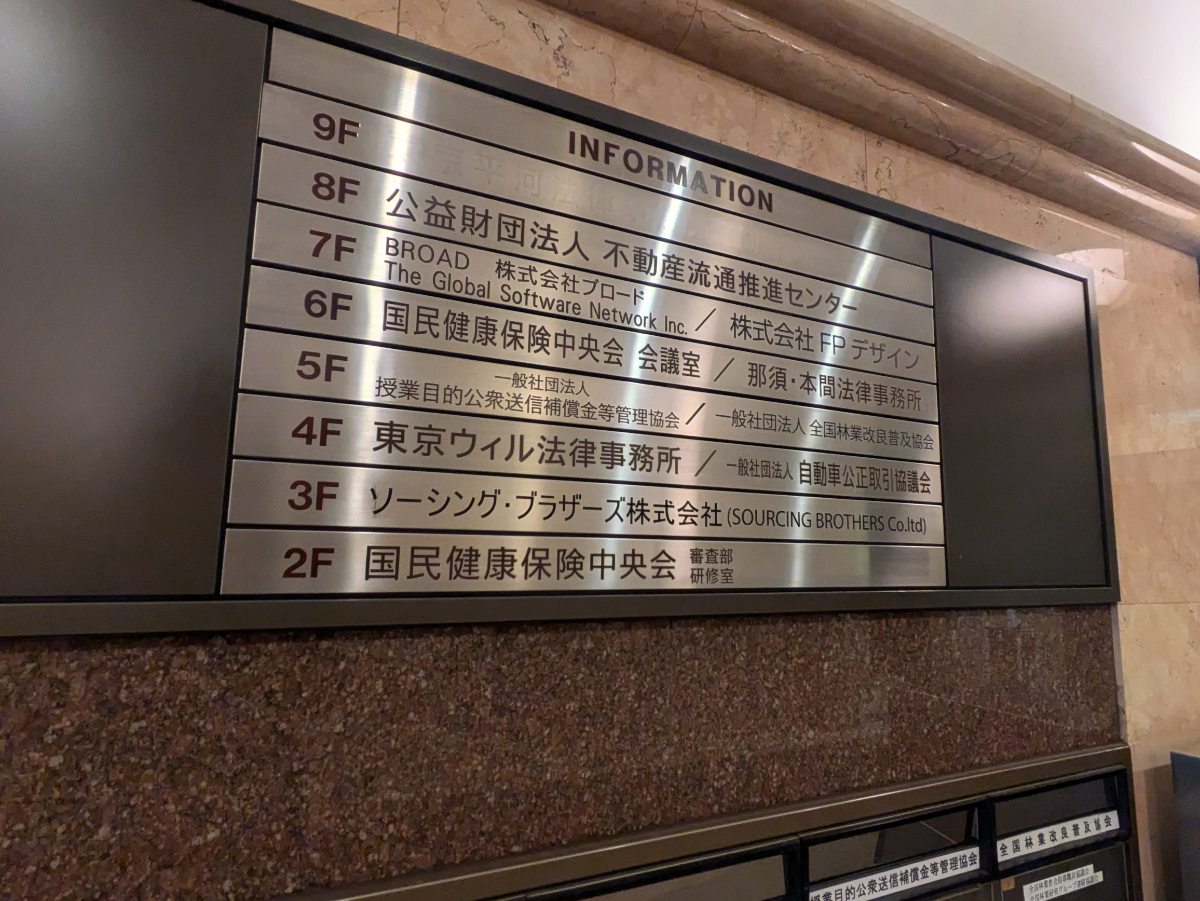 INFORMATION
9F
京平河法律
8F 公益財団法人 不動産流通推進センター
7F BROAD 株式会社ブロード
The Global Software Network Inc. / 株式会社 FP デザイン
6F 国民健康保険中央会 会議室 / 那須・本間法律事務所
5F 一般社団法人
授業目的公衆送信補償金等管理協会 / 一般社団法人 全国林業改良普及協会
4F 東京ウィル法律事務所 / 一般社団法人 自動車公正取引協議会
3F ソーシング・ブラザーズ株式会社 (SOURCING BROTHERS Co.ltd)
2F 国民健康保険中央会 審査部
研修室
全国林業改良普及協会
授業目的公衆送信補償金等管理協会